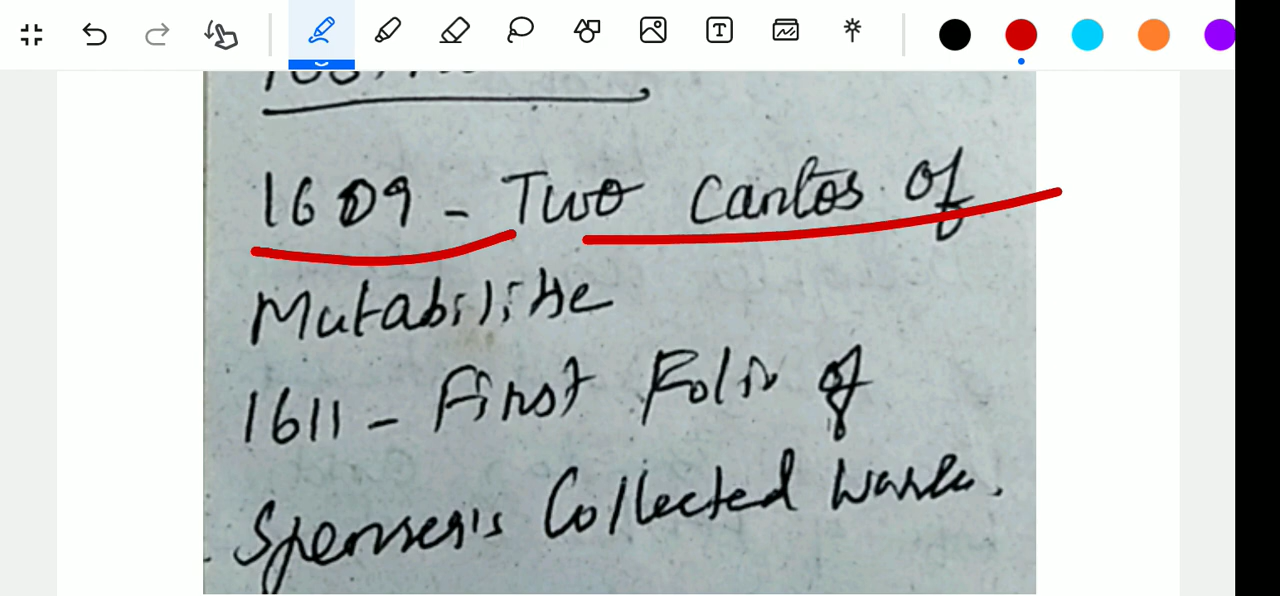 1609 - Two Cantos of
Mutabilitie
1611 - First Folio of
Spenser's Collected Works.